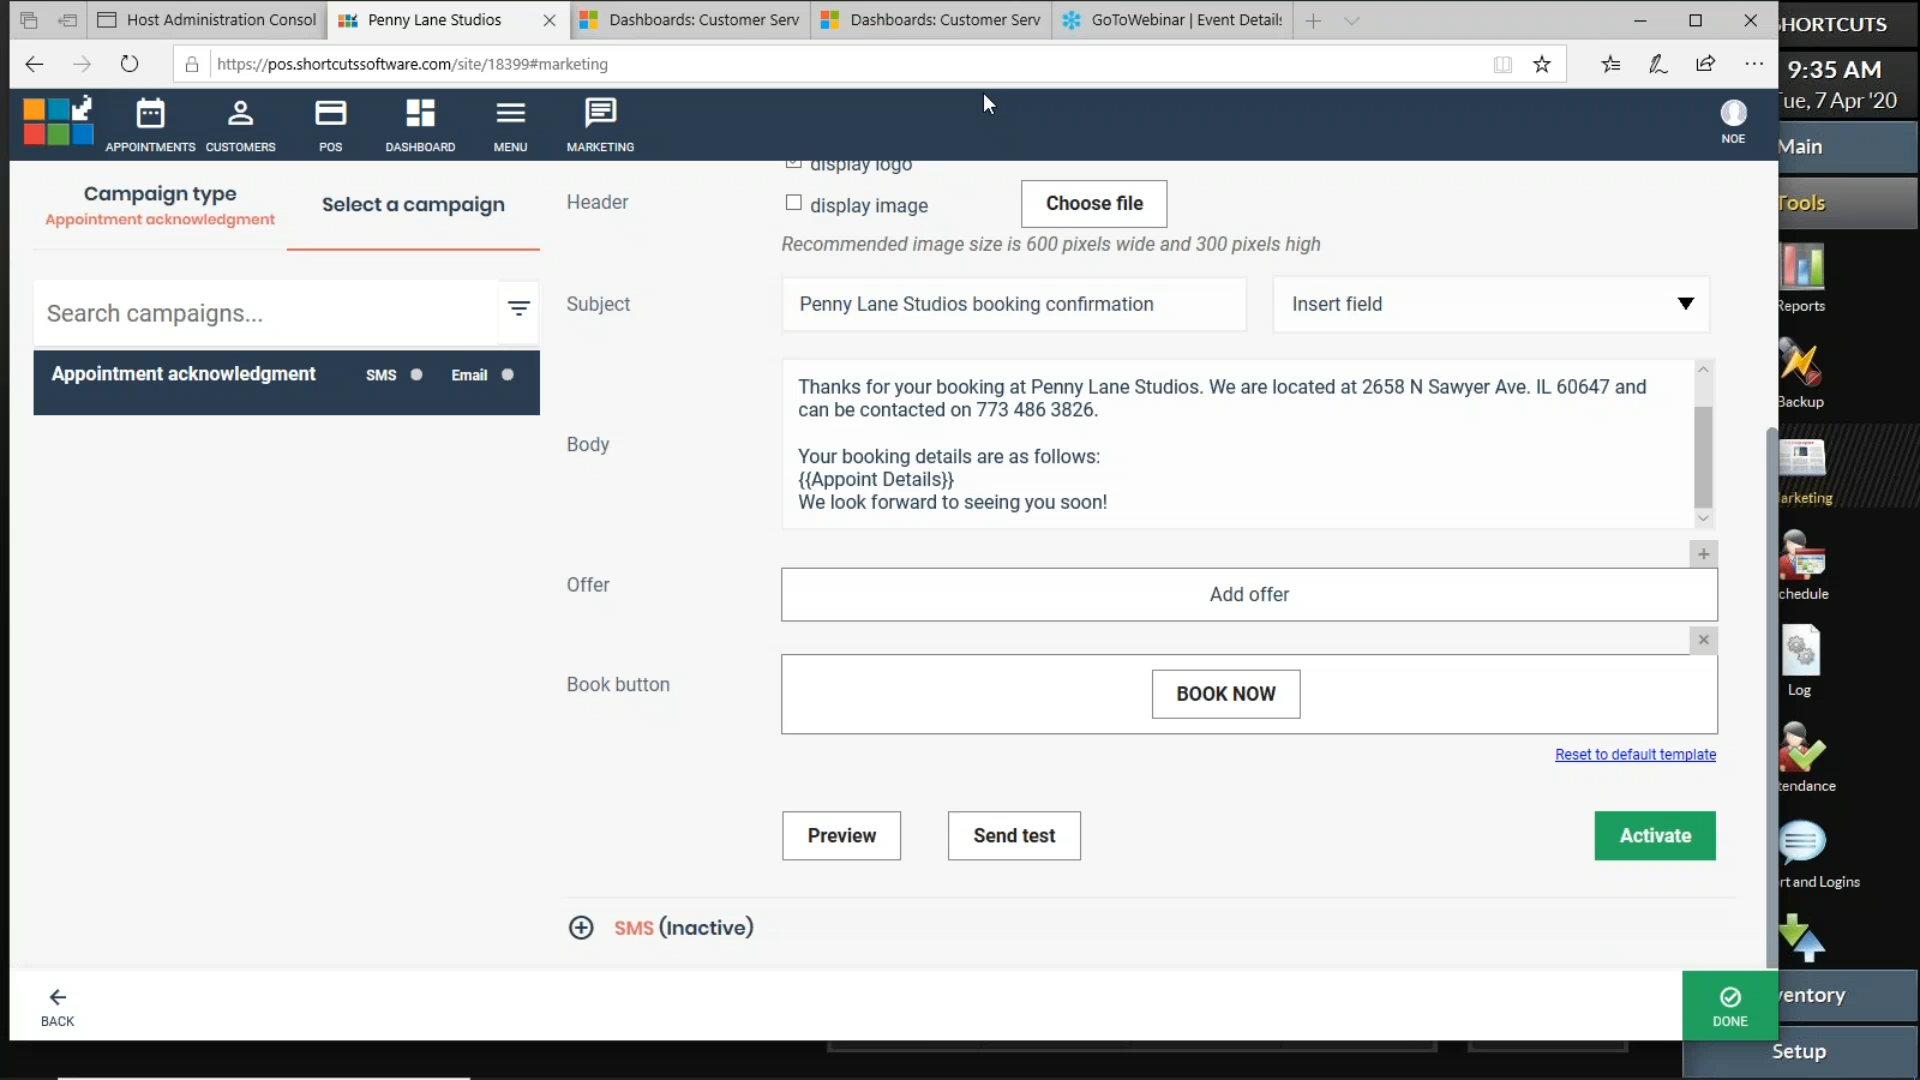 Host Administration Consol
Penny Lane Studios
Dashboards: Customer Serv
Dashboards: Customer Serv
GoToWebinar | Event Details
SHORTCUTS
https://pos.shortcutssoftware.com/site/18399#marketing
9:35 AM
Tue, 7 Apr '20
APPOINTMENTS
CUSTOMERS
POS
DASHBOARD
MENU
MARKETING
NOE
Main
Campaign type
Appointment acknowledgment
Select a campaign
Header
display logo
display image
Choose file
Recommended image size is 600 pixels wide and 300 pixels high
Tools
Search campaigns...
Subject
Penny Lane Studios booking confirmation
Insert field
Reports
Appointment acknowledgment SMS Email
Body
Thanks for your booking at Penny Lane Studios. We are located at 2658 N Sawyer Ave. IL 60647 and
can be contacted on 773 486 3826.
Your booking details are as follows:
{{Appoint Details}}
We look forward to seeing you soon!
Backup
arketing
Offer
Add offer
chedule
Book button
BOOK NOW
Log
Reset to default template
tendance
Preview
Send test
Activate
rt and Logins
SMS (Inactive)
BACK
DONE
ventory
Setup